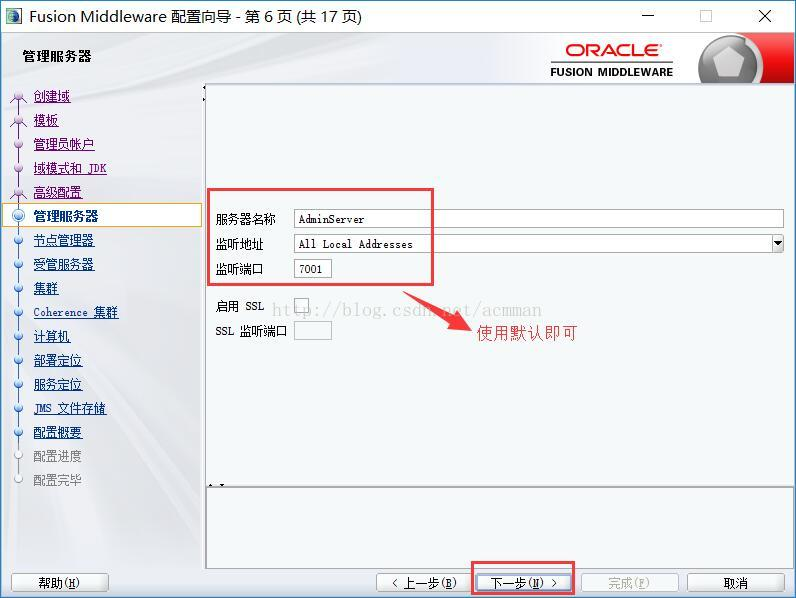 Fusion Middleware 配置向导 - 第 6 页 (共 17 页)
管理服务器
ORACLE
FUSION MIDDLEWARE
创建域
模板
管理员帐户
域模式和 JDK
高级配置
管理服务器
节点管理器
受管服务器
集群
Coherence 集群
计算机
部署定位
服务定位
JMS 文件存储
配置概要
配置进度
配置完毕
服务器名称 AdminServer
监听地址 All Local Addresses
监听端口 7001
启用 SSL
http://blog.csdn.net/acmman
SSL 监听端口
使用默认即可
帮助(H) < 上一步(B) 下一步(N) > 完成(F) 取消